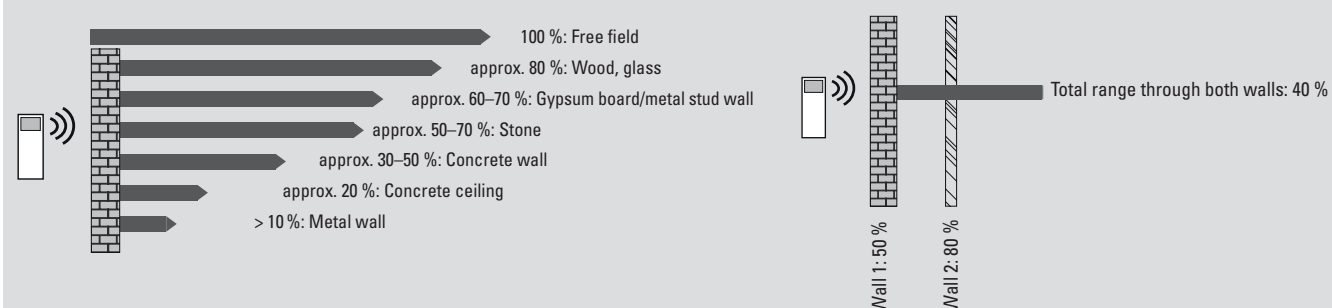 100 %: Free field
approx. 80 %: Wood, glass
approx. 60–70 %: Gypsum board/metal stud wall
approx. 50–70 %: Stone
approx. 30–50 %: Concrete wall
approx. 20 %: Concrete ceiling
> 10 %: Metal wall
Total range through both walls: 40 %
Wall 1: 50 %
Wall 2: 80 %